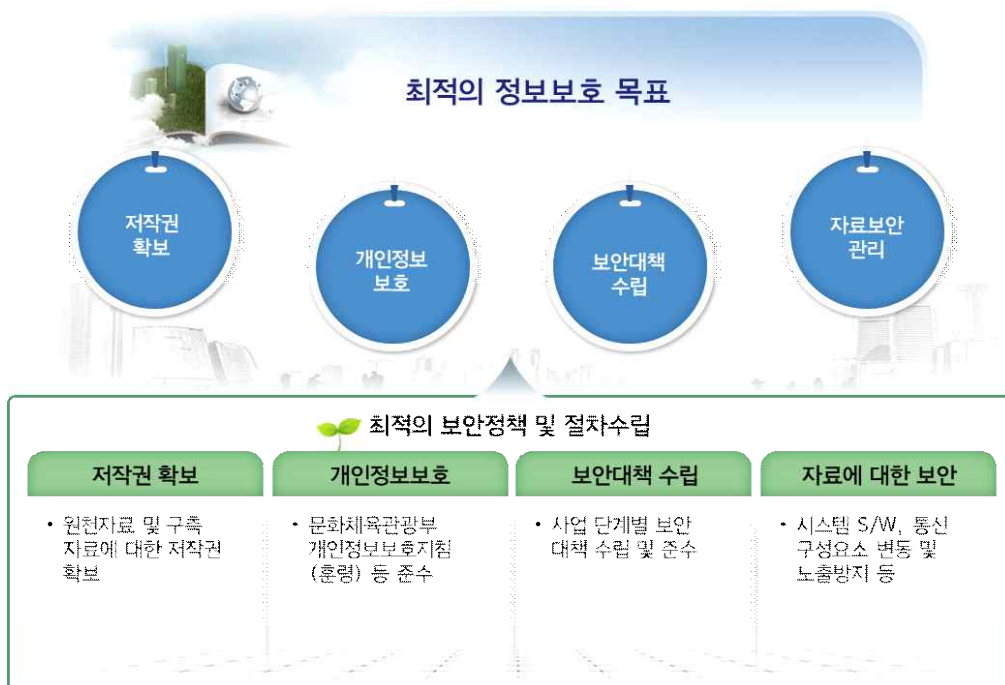 최적의 정보보호 목표
저작권
확보
개인정보
보호
보안대책
수립
자료보안
관리
최적의 보안정책 및 절차수립
저작권 확보
• 원천자료 및 구축
자료에 대한 저작권
확보
개인정보보호
• 문화체육관광부
개인정보보호지침
(훈령) 등 준수
보안대책 수립
• 사업 단계별 보안
대책 수립 및 준수
자료에 대한 보안
• 시스템 S/W, 통신
구성요소 변동 및
노출방지 등